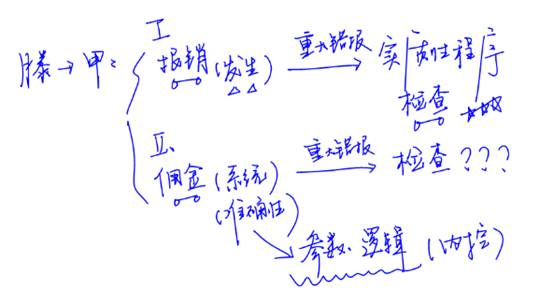 I
滕→甲: 报销(发生) 重大错报 实质性程序
检查
II、
佣金(系统) 重大错报 检查???
(准确性)
参数、逻辑(内控)